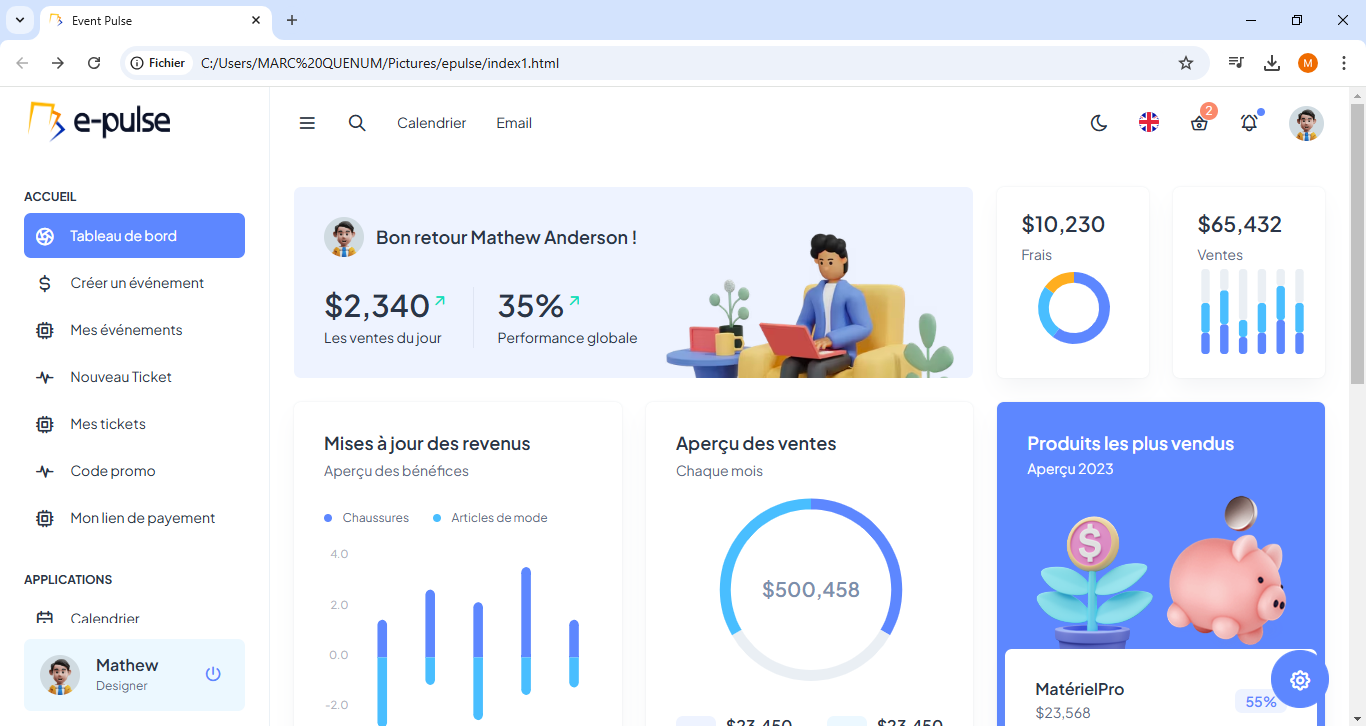 Event Pulse
Fichier C:/Users/MARC%20QUENUM/Pictures/epulse/index1.html M
e-pulse
Calendrier Email 2
ACCUEIL
Tableau de bord
Créer un événement
Mes événements
Nouveau Ticket
Mes tickets
Code promo
Mon lien de payement
APPLICATIONS
Calendrier
Mathew
Designer
Bon retour Mathew Anderson !
$2,340
Les ventes du jour
35%
Performance globale
$10,230
Frais
$65,432
Ventes
Mises à jour des revenus
Aperçu des bénéfices
Chaussures Articles de mode
4.0
2.0
0.0
-2.0
Aperçu des ventes
Chaque mois
$500,458
$23,450 $23,450
Produits les plus vendus
Aperçu 2023
$
MatérielPro
$23,568
55%